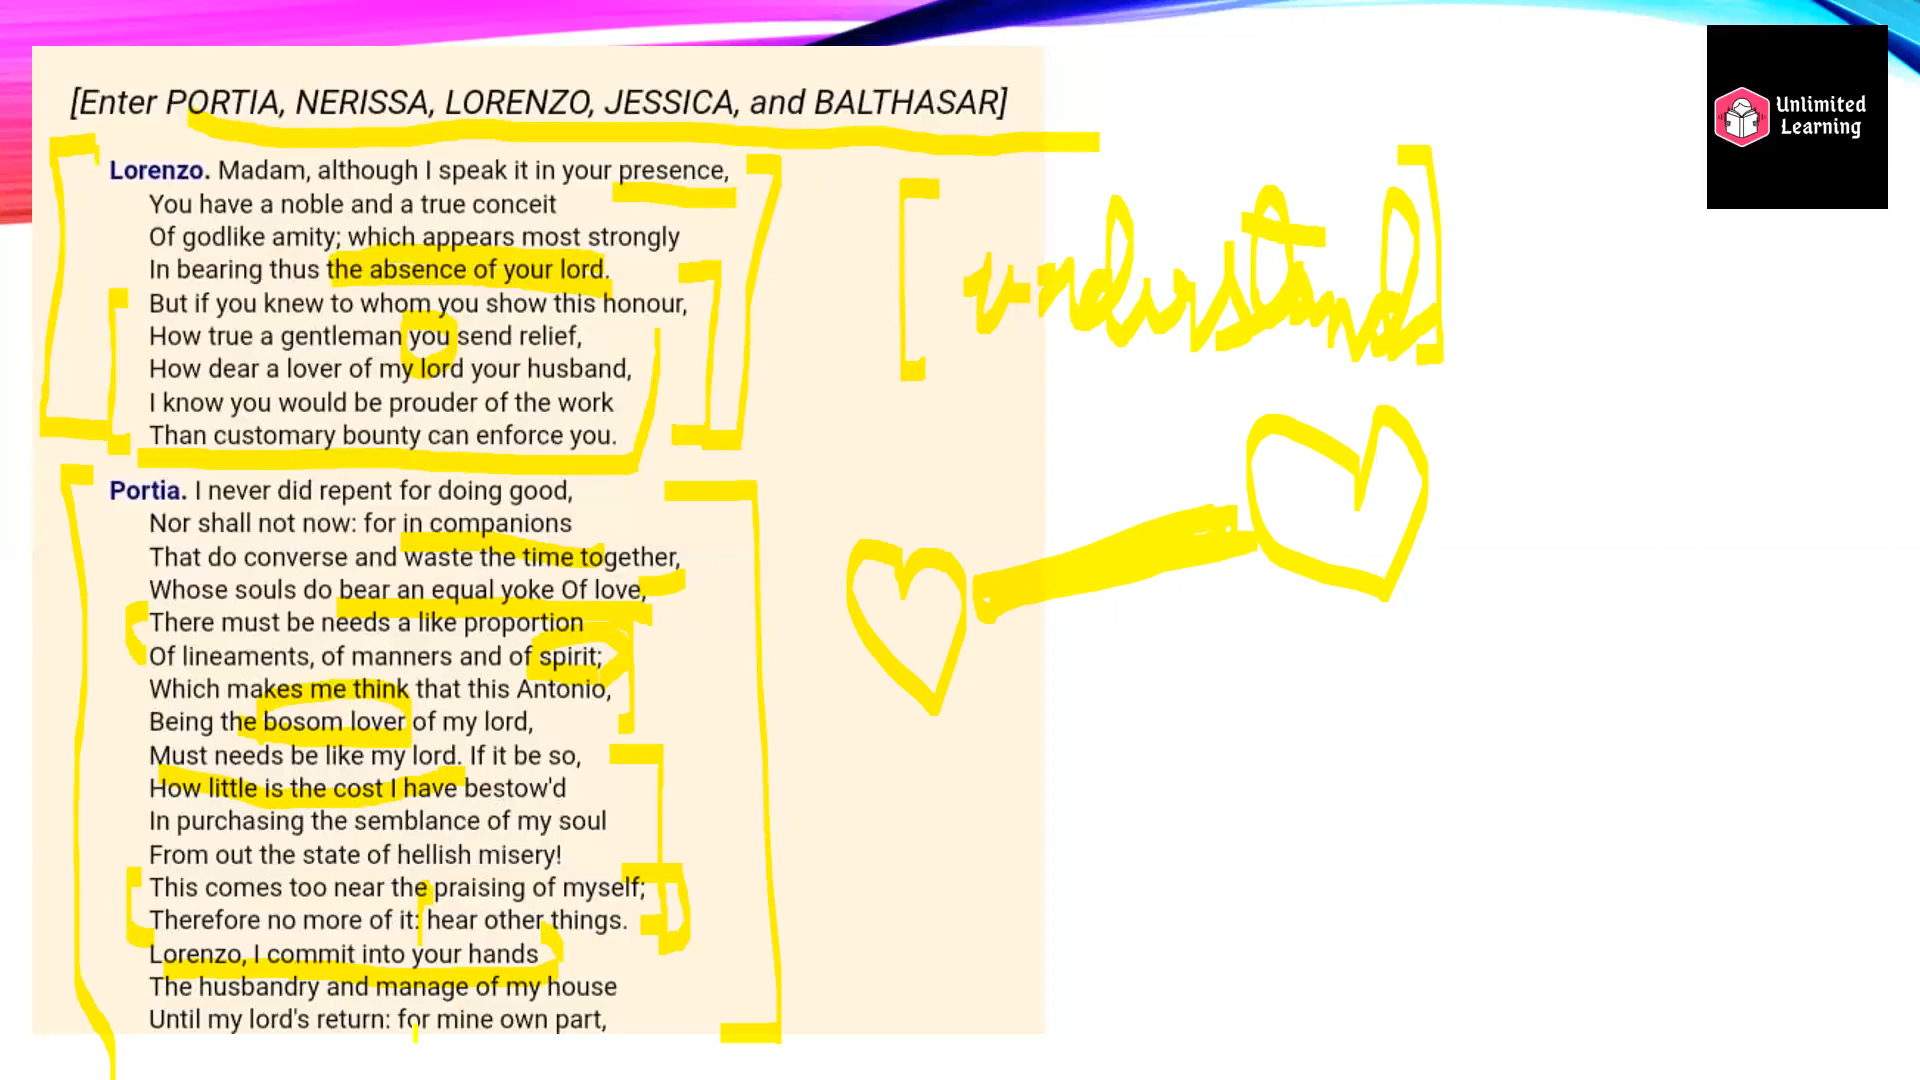 [Enter PORTIA, NERISSA, LORENZO, JESSICA, and BALTHASAR]
Lorenzo. Madam, although I speak it in your presence,
You have a noble and a true conceit
Of godlike amity; which appears most strongly
In bearing thus the absence of your lord.
But if you knew to whom you show this honour,
How true a gentleman you send relief,
How dear a lover of my lord your husband,
I know you would be prouder of the work
Than customary bounty can enforce you.
Portia. I never did repent for doing good,
Nor shall not now: for in companions
That do converse and waste the time together,
Whose souls do bear an equal yoke Of love,
There must be needs a like proportion
Of lineaments, of manners and of spirit;
Which makes me think that this Antonio,
Being the bosom lover of my lord,
Must needs be like my lord. If it be so,
How little is the cost I have bestow'd
In purchasing the semblance of my soul
From out the state of hellish misery!
This comes too near the praising of myself;
Therefore no more of it: hear other things.
Lorenzo, I commit into your hands
The husbandry and manage of my house
Until my lord's return: for mine own part,
[understand]
Unlimited
Learning